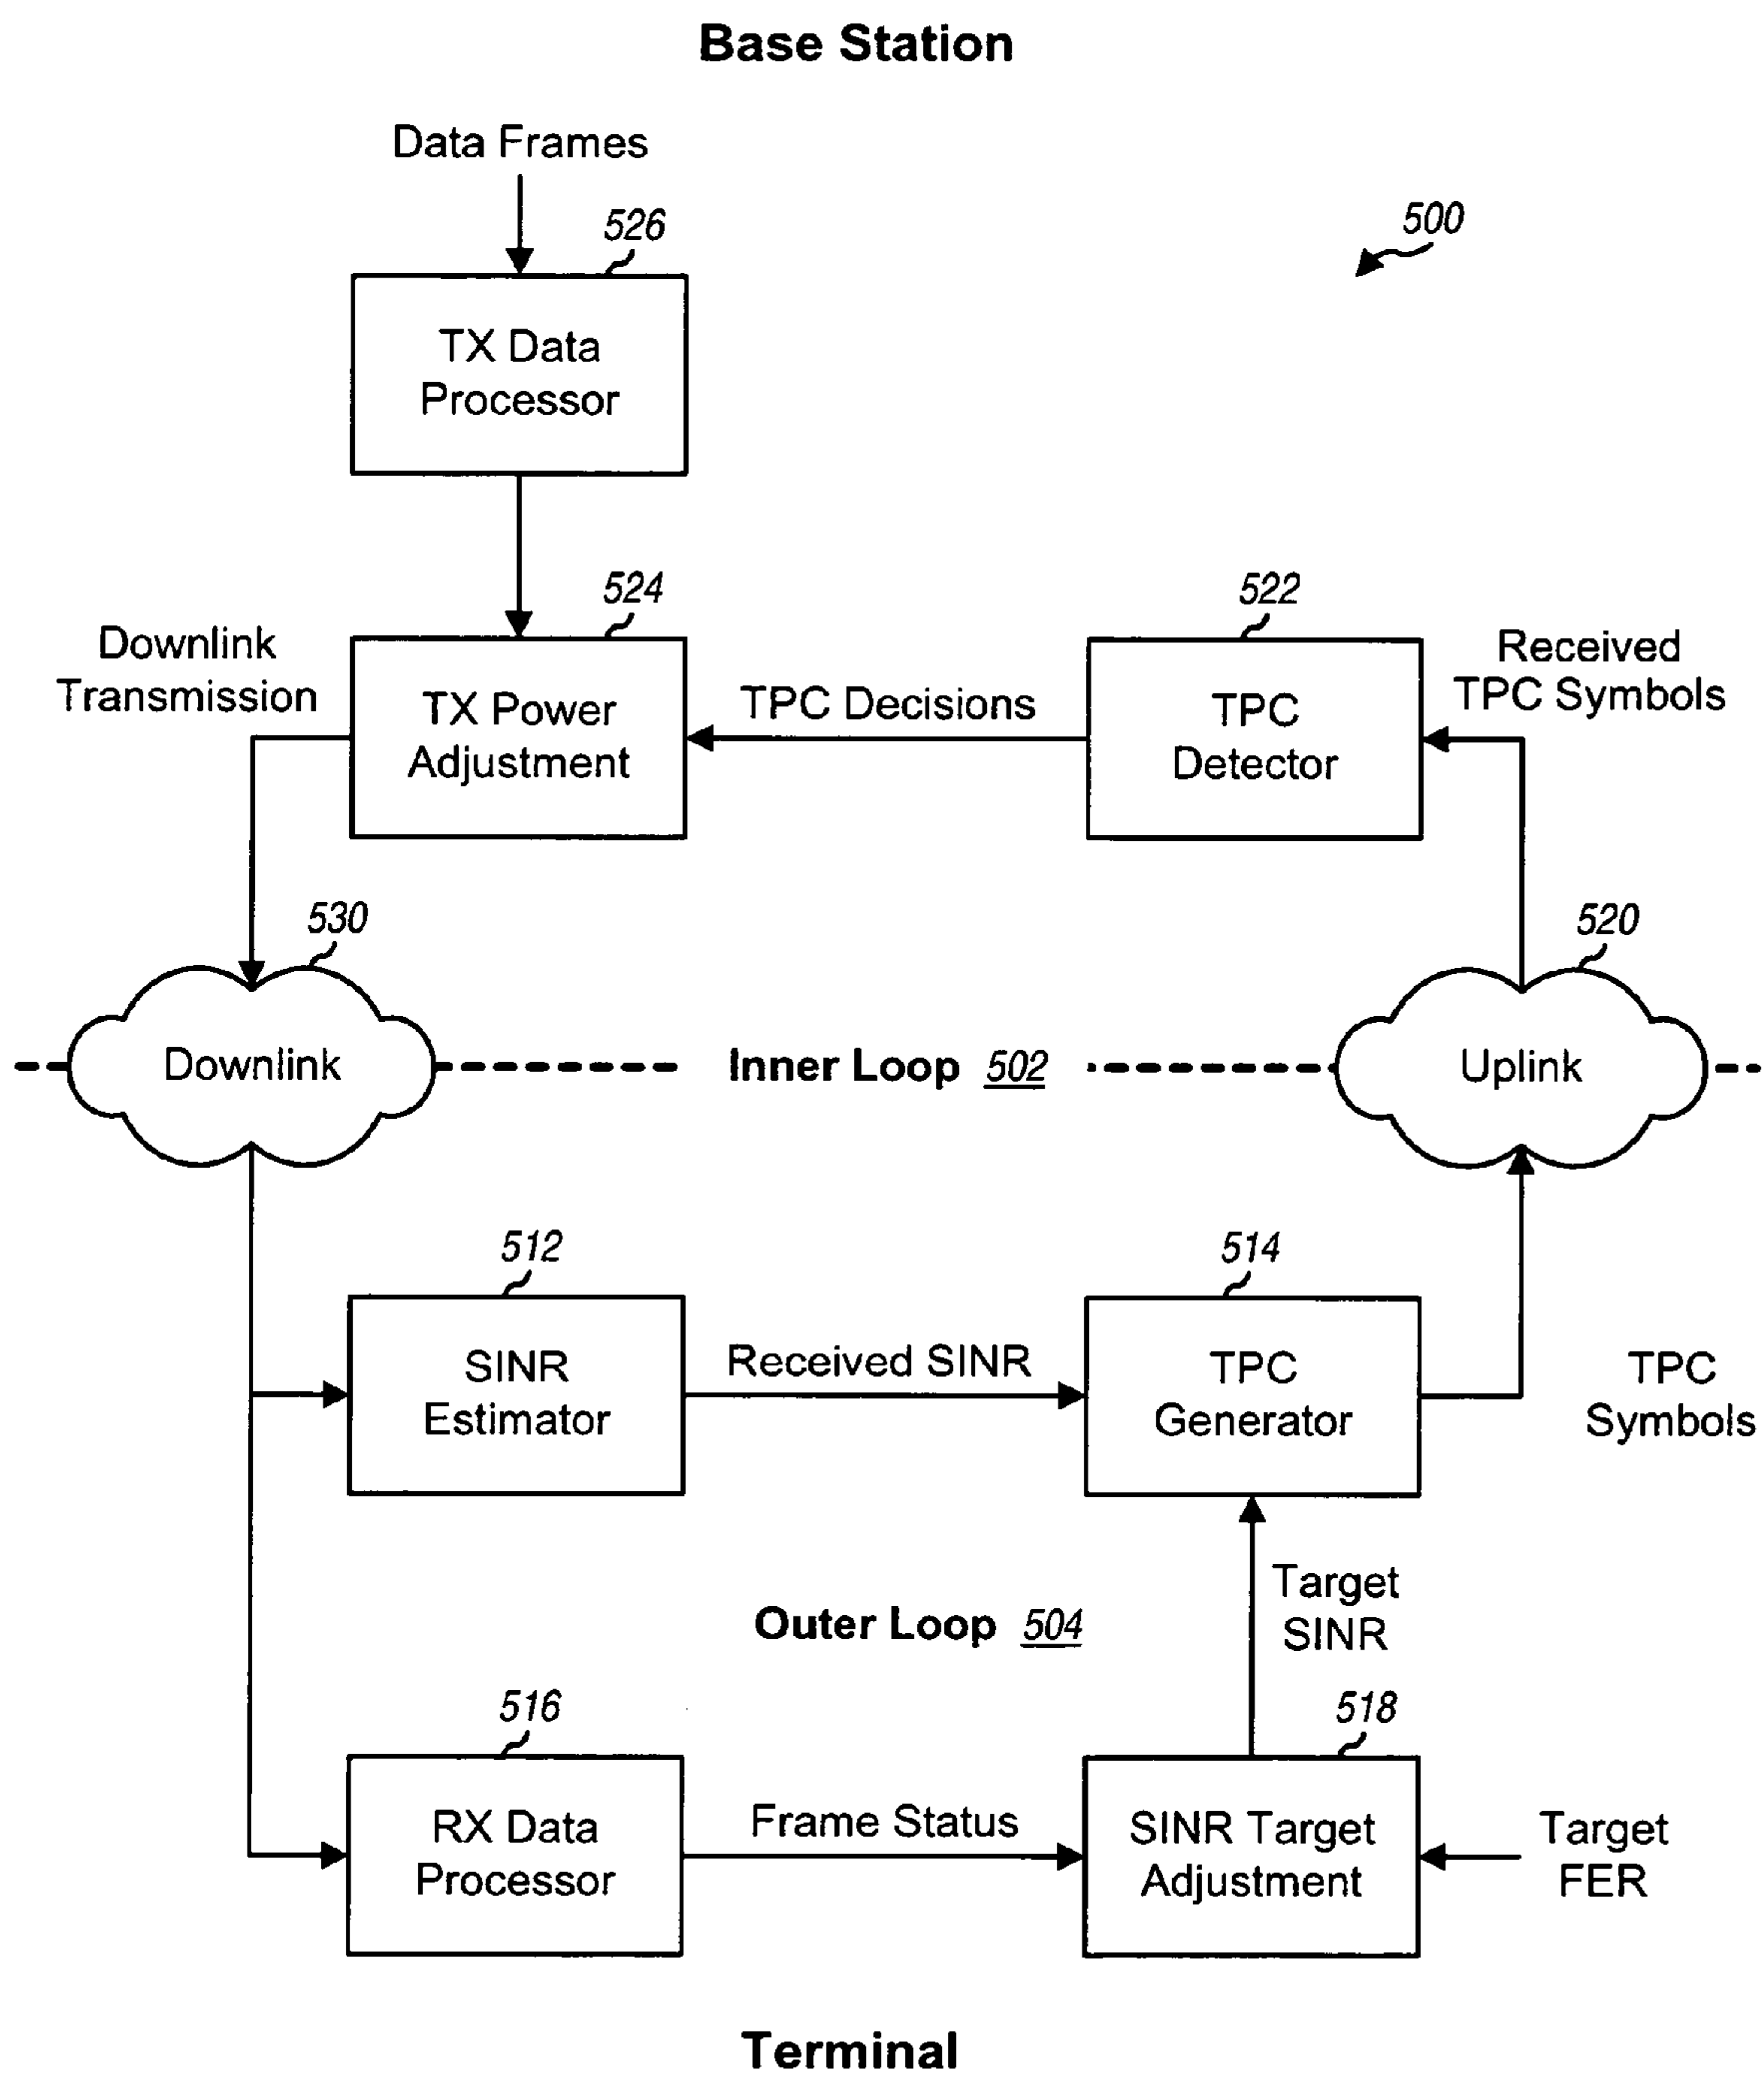 Base Station
Data Frames
526
500
TX Data
Processor
524
522
Downlink
Transmission
TX Power
Adjustment
TPC Decisions
TPC
Detector
Received
TPC Symbols
530
520
Downlink
Inner Loop 502
Uplink
512
514
SINR
Estimator
Received SINR
TPC
Generator
TPC
Symbols
Target
SINR
Outer Loop 504
516
518
RX Data
Processor
Frame Status
SINR Target
Adjustment
Target
FER
Terminal